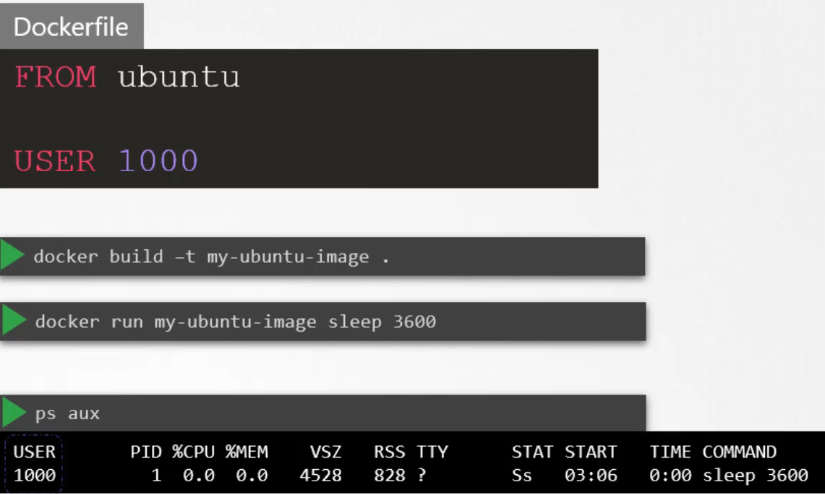 Dockerfile
FROM ubuntu
USER 1000
docker build –t my-ubuntu-image .
docker run my-ubuntu-image sleep 3600
ps aux
USER PID %CPU %MEM VSZ RSS TTY STAT START TIME COMMAND
1000 1 0.0 0.0 4528 828 ? Ss 03:06 0:00 sleep 3600